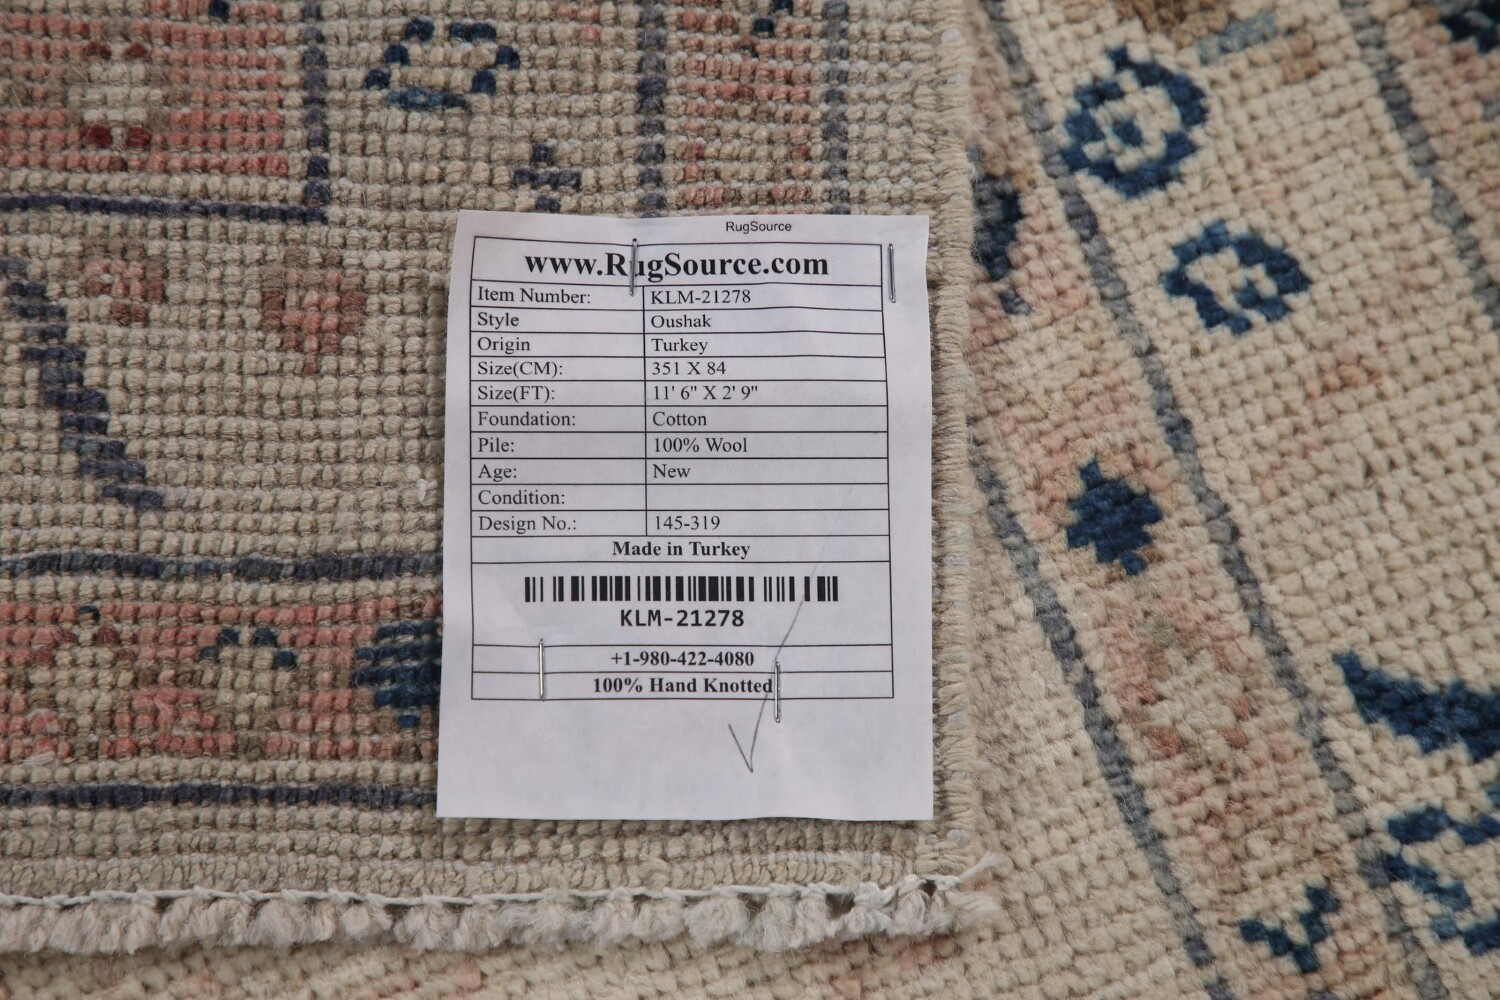 RugSource
www.RugSource.com
Item Number: KLM-21278
Style Oushak
Origin Turkey
Size(CM): 351 X 84
Size(FT): 11' 6" X 2' 9"
Foundation: Cotton
Pile: 100% Wool
Age: New
Condition:
Design No.: 145-319
Made in Turkey
KLM-21278
+1-980-422-4080
100% Hand Knotted